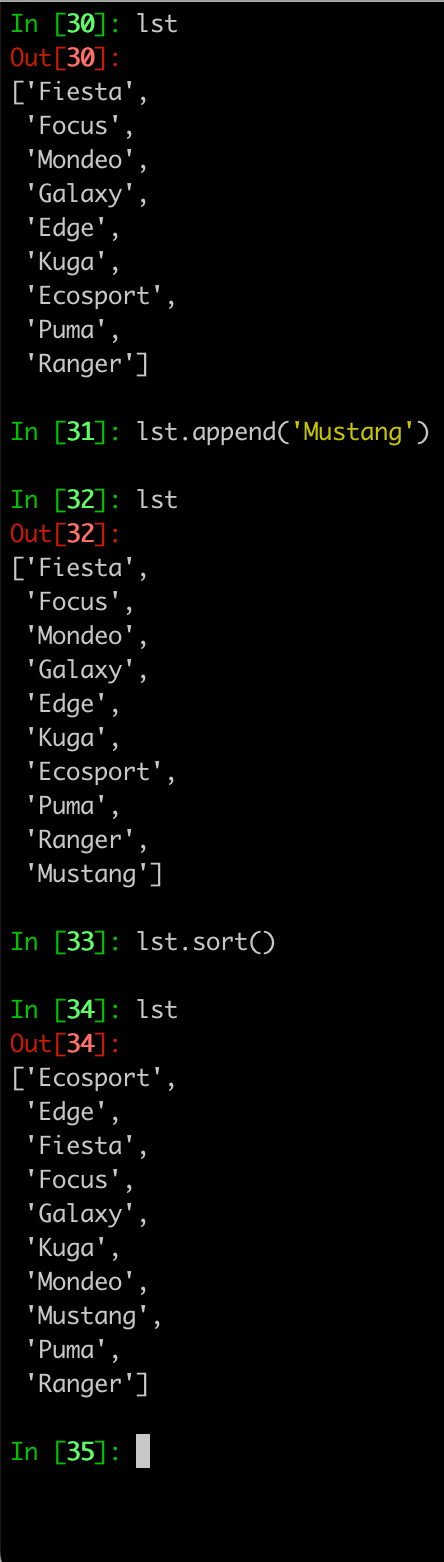 In [30]: lst
Out[30]:
['Fiesta',
 'Focus',
 'Mondeo',
 'Galaxy',
 'Edge',
 'Kuga',
 'Ecosport',
 'Puma',
 'Ranger']
In [31]: lst.append('Mustang')
In [32]: lst
Out[32]:
['Fiesta',
 'Focus',
 'Mondeo',
 'Galaxy',
 'Edge',
 'Kuga',
 'Ecosport',
 'Puma',
 'Ranger',
 'Mustang']
In [33]: lst.sort()
In [34]: lst
Out[34]:
['Ecosport',
 'Edge',
 'Fiesta',
 'Focus',
 'Galaxy',
 'Kuga',
 'Mondeo',
 'Mustang',
 'Puma',
 'Ranger']
In [35]: